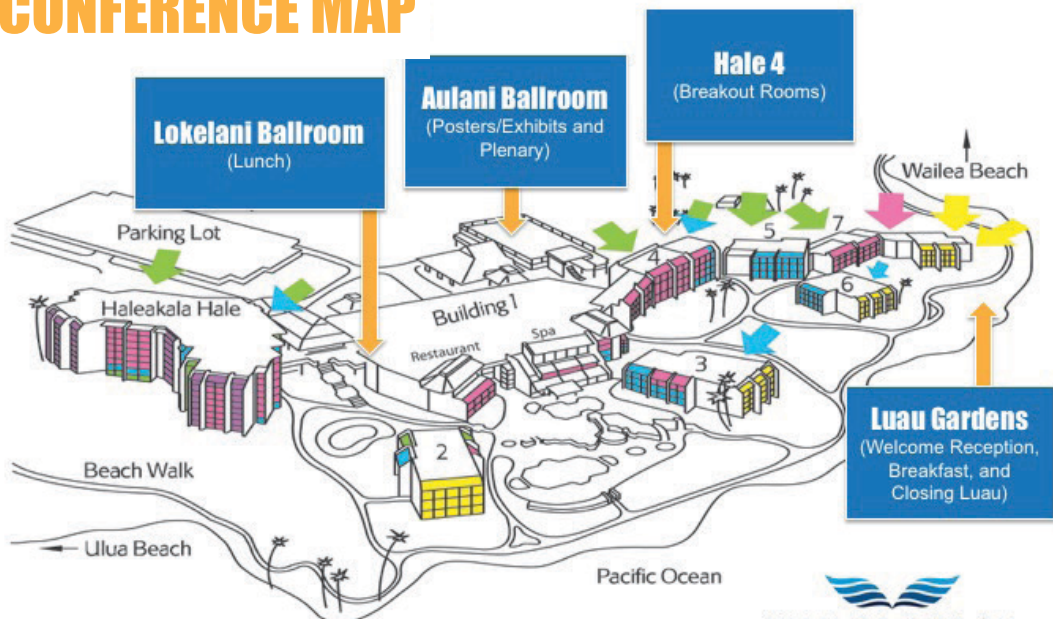 CONFERENCE MAP
Hale 4
(Breakout Rooms)
Aulani Ballroom
(Posters/Exhibits and
Plenary)
Lokelani Ballroom
(Lunch)
Wailea Beach
Parking Lot
7
5
4
6
Haleakala Hale
Building 1
Spa
Restaurant
3
2
Luau Gardens
(Welcome Reception,
Breakfast, and
Closing Luau)
Beach Walk
Ulua Beach
Pacific Ocean